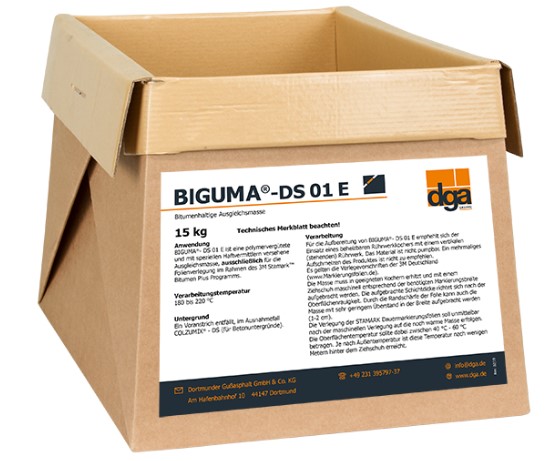 BIGUMA®-DS 01 E
Bitumenhaltige Ausgleichsmasse
dga
15 kg
Technisches Merkblatt beachten!
Anwendung
BIGUMA®- DS 01 E ist eine polymervergütete
und mit speziellen Haftvermittlern versehene
Ausgleichsmasse, ausschließlich für die
Folienverlegung im Rahmen des 3M Stamark™
Bitumen Plus Programms.
Verarbeitungstemperatur
180 bis 220 °C
Untergrund
Ein Voranstrich entfällt, im Ausnahmefall
COLZUMIX® - DS (für Betonuntergründe).
Verarbeitung
Für die Aufbereitung von BIGUMA®- DS 01 E empfiehlt sich der
Einsatz eines beheizbaren Rührwerkkochers mit einem vertikalen
(stehenden) Rührwerk. Das Material ist nicht pumpbar. Ein mehrmaliges
Aufschmelzen des Produktes ist nicht zu empfehlen.
Es gelten die Verlegevorschriften der 3M Deutschland
(www.Markierungsfolien.de).
Die Masse muss in geeigneten Kochern erhitzt und mit einem
Ziehschuh maschinell entsprechend der benötigten Markierungsbreite
aufgebracht werden. Die aufgebrachte Schichtdicke richtet sich nach der
Oberflächenrauigkeit. Durch die Randschärfe der Folie kann auch die
Masse mit sehr geringem Überstand in der Breite aufgebracht werden
(1-2 cm).
Die Verlegung der STAMARK Dauermarkierungsfolien soll unmittelbar
nach der maschinellen Verlegung auf die noch warme Masse erfolgen.
Die Oberflächentemperatur sollte dabei zwischen 40 °C - 60 °C
betragen. Je nach Außentemperatur ist diese Temperatur nach wenigen
Metern hinter dem Ziehschuh erreicht.
Dortmunder Gußasphalt GmbH & Co. KG
Am Hafenbahnhof 10 44147 Dortmund
+49 231 395797-37
info@dga.de
www.dga.de